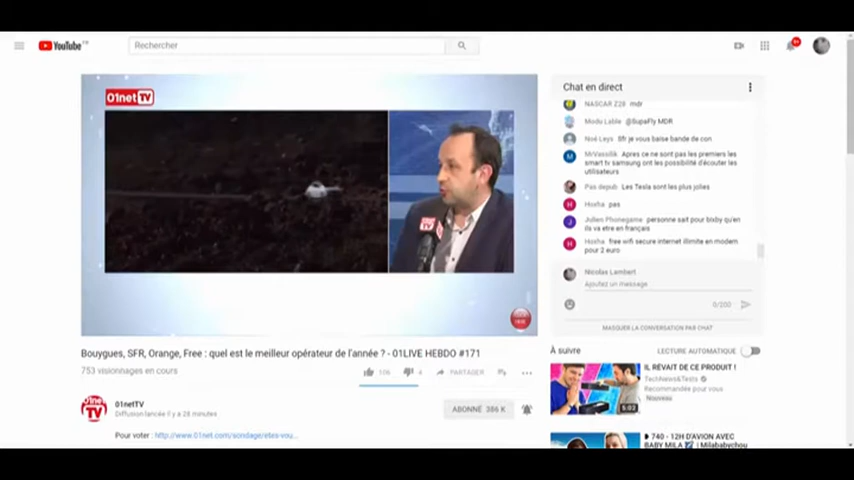 YouTube FR
Rechercher
9+
01net TV
Chat en direct
NASCAR Z28 mdr
Modu Lable @SupaFly MDR
Noé Leys Sfr je vous baise bande de con
MrVassilik Apres ce ne sont pas les premiers les
smart tv samsung ont les possibilité d'écouter les
utilisateurs
Pas depub Les Tesla sont les plus jolies
Hoxha pas
Julien Phonegame personne sait pour bixby qu'en
ils va etre en français
Hoxha free wifi secure internet illimite en modem
pour 2 euro
Nicolas Lambert
Ajoutez un message
0/200
MASQUER LA CONVERSATION PAR CHAT
Bouygues, SFR, Orange, Free : quel est le meilleur opérateur de l'année ? - 01LIVE HEBDO #171
753 visionnages en cours
106
4
PARTAGER
01netTV
Diffusion lancée il y a 28 minutes
ABONNÉ 386 K
Pour voter : http://www.01net.com/sondage/etes-vou...
À suivre
LECTURE AUTOMATIQUE
IL RÉVAIT DE CE PRODUIT !
TechNews&Tests
Recommandée pour vous
Nouveau
5:03
740 - 12H D'AVION AVEC
BABY MILA | Milababychou